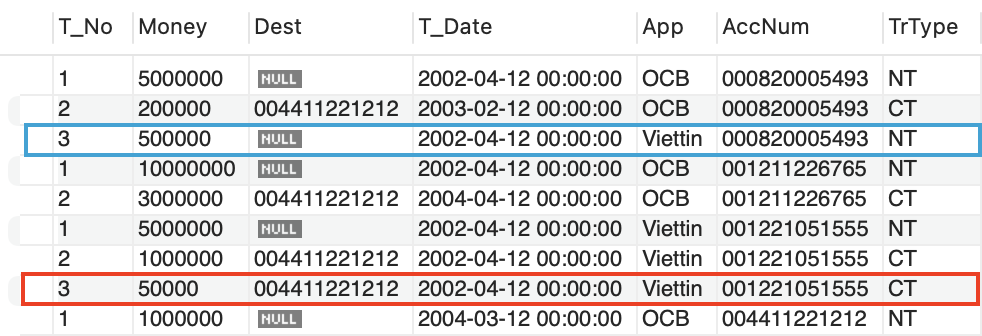 T_No Money Dest T_Date App AccNum TrType
1 5000000 NULL 2002-04-12 00:00:00 OCB 000820005493 NT
2 200000 004411221212 2003-02-12 00:00:00 OCB 000820005493 CT
3 500000 NULL 2002-04-12 00:00:00 Viettin 000820005493 NT
1 10000000 NULL 2002-04-12 00:00:00 OCB 001211226765 NT
2 3000000 004411221212 2004-04-12 00:00:00 OCB 001211226765 CT
1 5000000 NULL 2002-04-12 00:00:00 Viettin 001221051555 NT
2 1000000 004411221212 2002-04-12 00:00:00 Viettin 001221051555 CT
3 50000 004411221212 2002-04-12 00:00:00 Viettin 001221051555 CT
1 1000000 NULL 2004-03-12 00:00:00 OCB 004411221212 NT